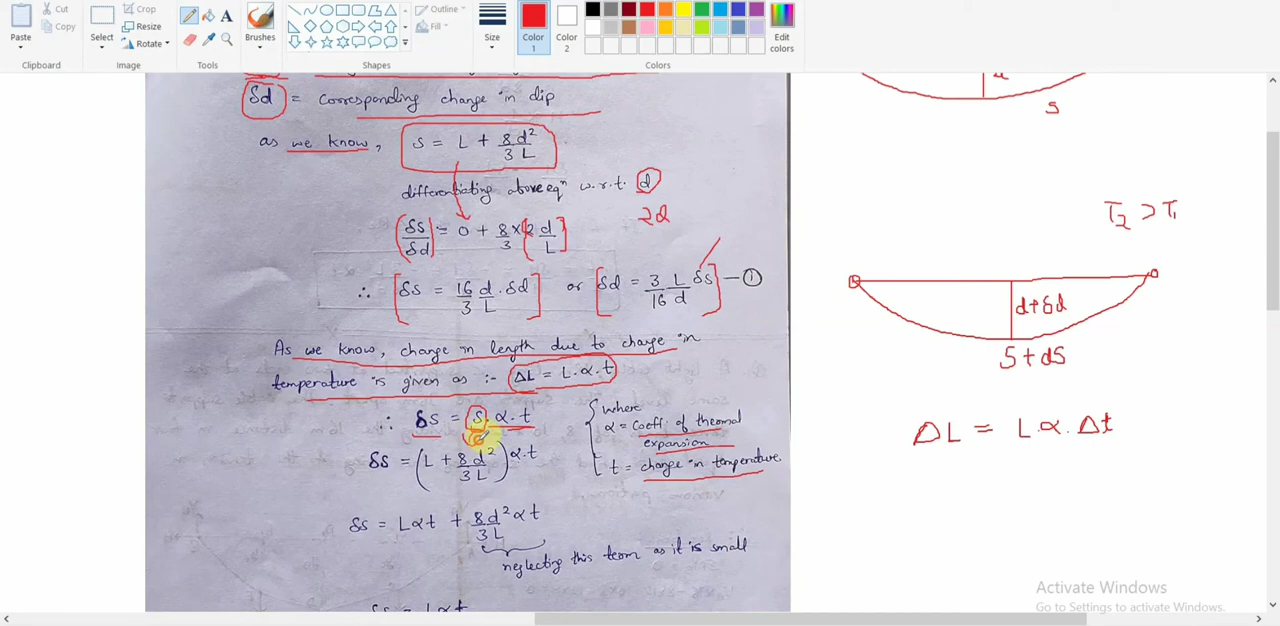 Cut
Crop
Outline
Copy
Resize
Fill
Paste
Select
Rotate
A
Brushes
Size
Color
1
Color
2
Edit
colors
Clipboard
Image
Tools
Shapes
Colors
δd = Corresponding change in dip
as we know, S = L + 8d²/3L
differentiating above eqⁿ w.r.t. d
2d
δs/δd = 0 + 8/3 × (2d/L)
∴ [δs = 16/3 d/L . δd] or [δd = 3/16 L/d δs] — ①
As we know, change in length due to change in
temperature is given as :- ΔL = L.α.t
∴ δs = S.α.t
δs = (L + 8d²/3L) α.t
δs = Lαt + 8d²/3L αt
neglecting this term as it is small
δs = Lαt
{ where
α = Coeff. of thermal
expansion
t = change in temperature.
S
T₂ > T₁
d+δd
S+dS
ΔL = L.α.Δt
Activate Windows
Go to Settings to activate Windows.